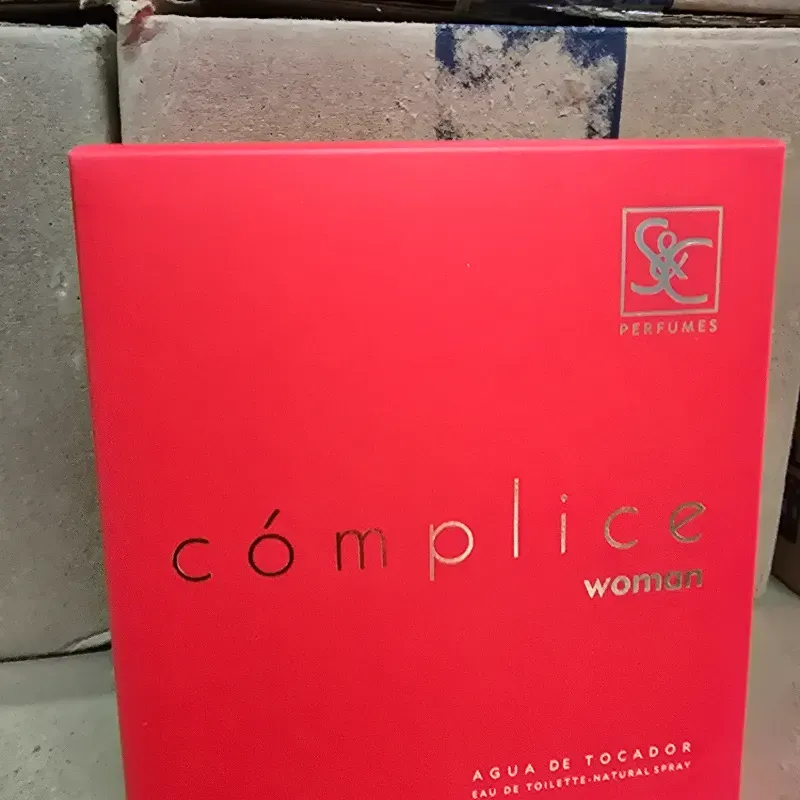 S&C
PERFUMES
cómplice
woman
AGUA DE TOCADOR
EAU DE TOILETTE-NATURAL SPRAY